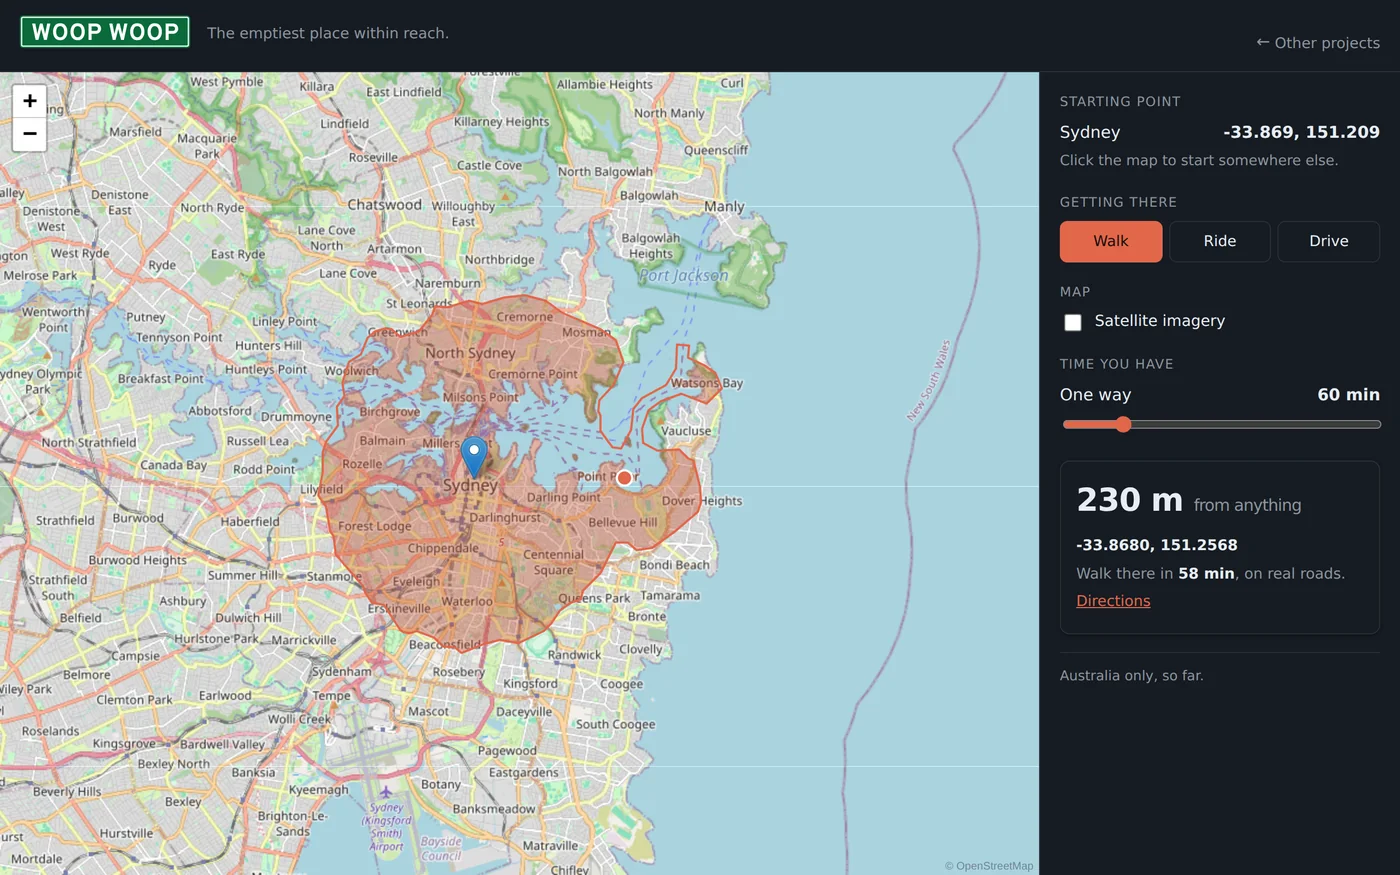 WOOP WOOP
The emptiest place within reach.
← Other projects
+
−
STARTING POINT
Sydney
-33.869, 151.209
Click the map to start somewhere else.
GETTING THERE
Walk
Ride
Drive
MAP
Satellite imagery
TIME YOU HAVE
One way
60 min
230 m from anything
-33.8680, 151.2568
Walk there in 58 min, on real roads.
Directions
Australia only, so far.
West Pymble
Killara
East Lindfield
Forestville
Allambie Heights
Curl
Marsfield
Macquarie
Park
Lindfield
Killarney Heights
North Manly
Roseville
Castle Cove
Queenscliff
North Balgowlah
Denistone
West
Denistone
East
North Ryde
Chatswood
Willoughby
East
Balgowlah
Manly
Lane Cove
North
Artarmon
Balgowlah
Heights
West Ryde
Ryde
East Ryde
Lane Cove
Northbridge
Port Jackson
Melrose Park
Naremburn
St Leonards
Wentworth
Point
Putney
Linley Point
Greenwich
Cremorne
Mosman
Tennyson Point
Hunters Hill
North Sydney
Woolwich
Cremorne Point
Sydney Olympic
Park
Breakfast Point
Huntleys Point
Watsons Bay
Milsons Point
Abbotsford
Drummoyne
Birchgrove
North Strathfield
Russell Lea
Balmain
Millers
Vaucluse
Canada Bay
Rodd Point
Rozelle
Sydney
Lilyfield
Darling Point
Dover Heights
Strathfield
Burwood
Haberfield
Forest Lodge
Darlinghurst
Bellevue Hill
Chippendale
Centennial
Square
Burwood Heights
Bondi Beach
Summer Hill
Stanmore
Eveleigh
Strathfield
South
Ashbury
Erskineville
Waterloo
Queens Park
Tamarama
Belfield
Dulwich Hill
Bronte
Hurlstone Park
Marrickville
Beaconsfield
Campsie
Randwick
Clovelly
Belmore
Sydenham
Rosebery
Kingsford
Coogee
Wiley Park
Clemton Park
Earlwood
Tempe
Mascot
Daceyville
South Coogee
Roselands
Wolli Creek
Kingsgrove
Bardwell Valley
Pagewood
Bexley North
Banksia
Eastgardens
Kyeemagh
Botany
Beverly Hills
Bexley
Banksmeadow
Sydney
(Kingsford
Smith)
Airport
Brighton-Le-
Sands
Hurstville
Bayside
Council
Matraville
Mortdale
Chifley
New South Wales
© OpenStreetMap